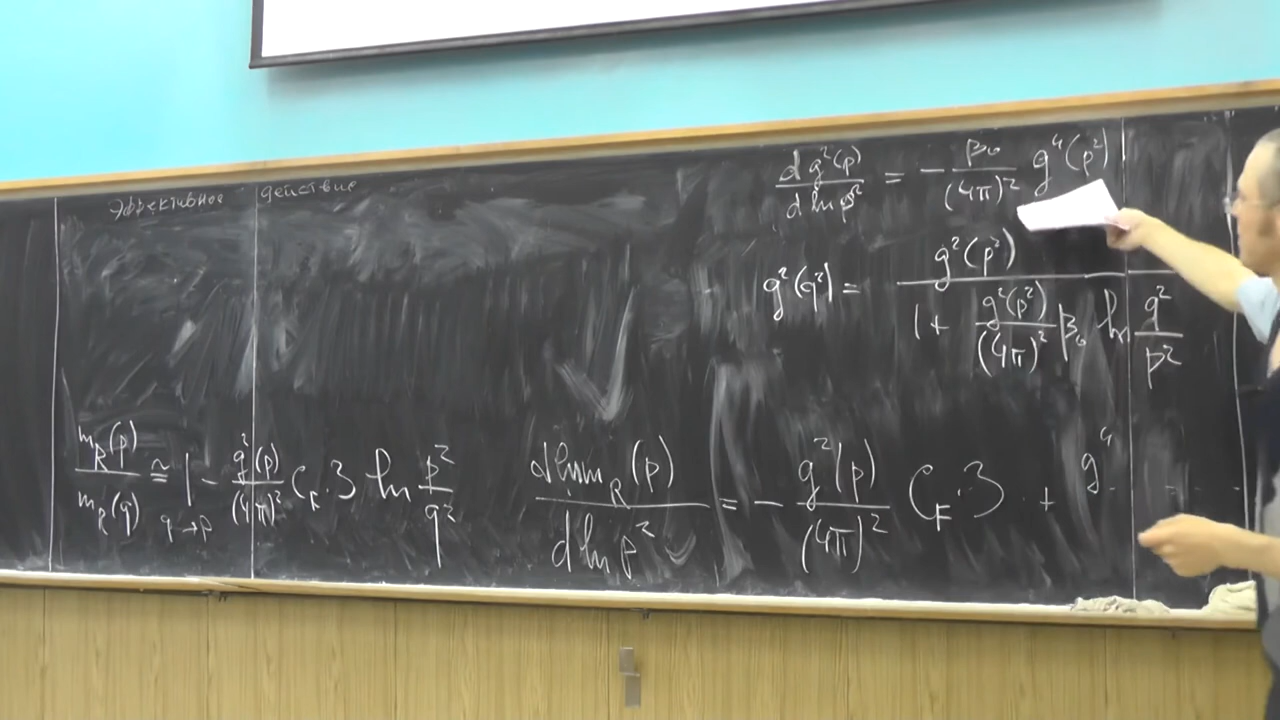 Эффективное действие
d g²(p) / d ln p² = - β₀ / (4π)² g⁴(p²)
g²(q²) = g²(p²) / (1 + g²(p²) / (4π)² β₀ ln q² / p²)
m_R(p) / m_R(q) ≅ 1 - g²(p) / (4π)² C_F·3 ln p² / q²
q→p
d ln m_R(p) / d ln p² = - g²(p) / (4π)² C_F·3 + g⁴ ...